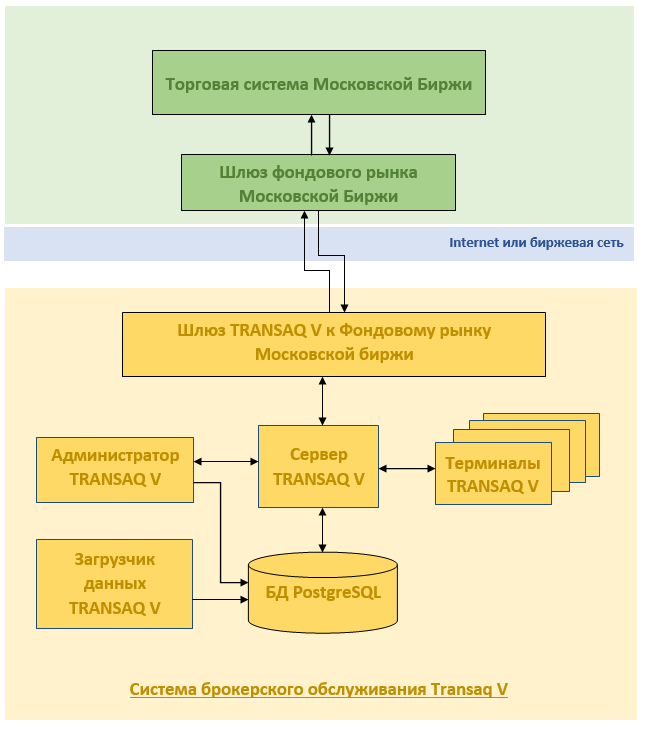 Торговая система Московской Биржи
Шлюз фондового рынка
Московской Биржи
Internet или биржевая сеть
Шлюз TRANSAQ V к Фондовому рынку
Московской биржи
Администратор
TRANSAQ V
Сервер
TRANSAQ V
Терминалы
TRANSAQ V
Загрузчик
данных
TRANSAQ V
БД PostgreSQL
Система брокерского обслуживания Transaq V